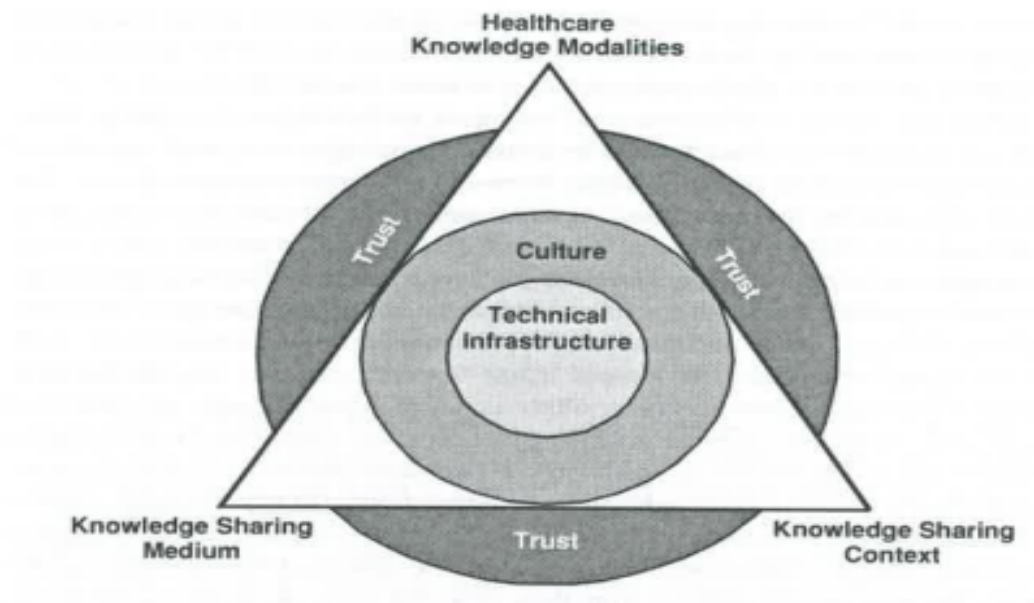 Healthcare
Knowledge Modalities
Trust
Trust
Culture
Technical
Infrastructure
Knowledge Sharing
Medium
Trust
Knowledge Sharing
Context